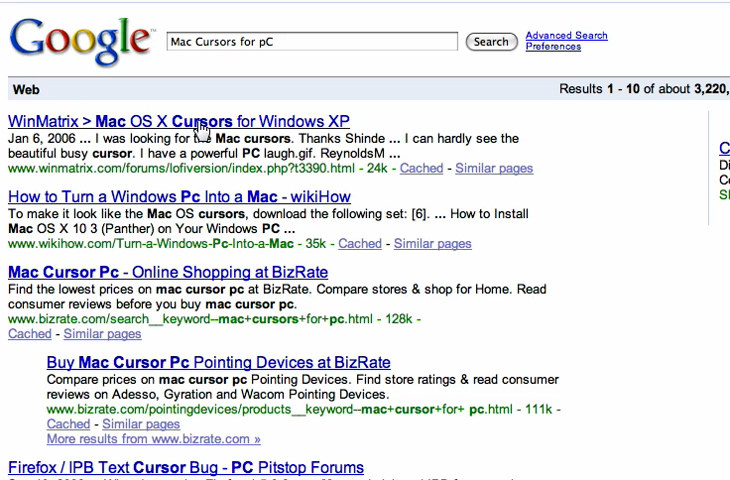 Google™
Mac Cursors for pC
Search
Advanced Search
Preferences
Web
Results 1 - 10 of about 3,220,
WinMatrix > Mac OS X Cursors for Windows XP
Jan 6, 2006 ... I was looking for the Mac cursors. Thanks Shinde ... I can hardly see the
beautiful busy cursor. I have a powerful PC laugh.gif. ReynoldsM ...
www.winmatrix.com/forums/lofiversion/index.php?t3390.html - 24k - Cached - Similar pages
How to Turn a Windows Pc Into a Mac - wikiHow
To make it look like the Mac OS cursors, download the following set: [6]. ... How to Install
Mac OS X 10 3 (Panther) on Your Windows PC ...
www.wikihow.com/Turn-a-Windows-Pc-Into-a-Mac - 35k - Cached - Similar pages
Mac Cursor Pc - Online Shopping at BizRate
Find the lowest prices on mac cursor pc at BizRate. Compare stores & shop for Home. Read
consumer reviews before you buy mac cursor pc.
www.bizrate.com/search__keyword--mac+cursors+for+pc.html - 128k -
Cached - Similar pages
Buy Mac Cursor Pc Pointing Devices at BizRate
Compare prices on mac cursor pc Pointing Devices. Find store ratings & read consumer
reviews on Adesso, Gyration and Wacom Pointing Devices.
www.bizrate.com/pointingdevices/products__keyword--mac+cursor+for+ pc.html - 111k -
Cached - Similar pages
More results from www.bizrate.com »
Firefox / IPB Text Cursor Bug - PC Pitstop Forums